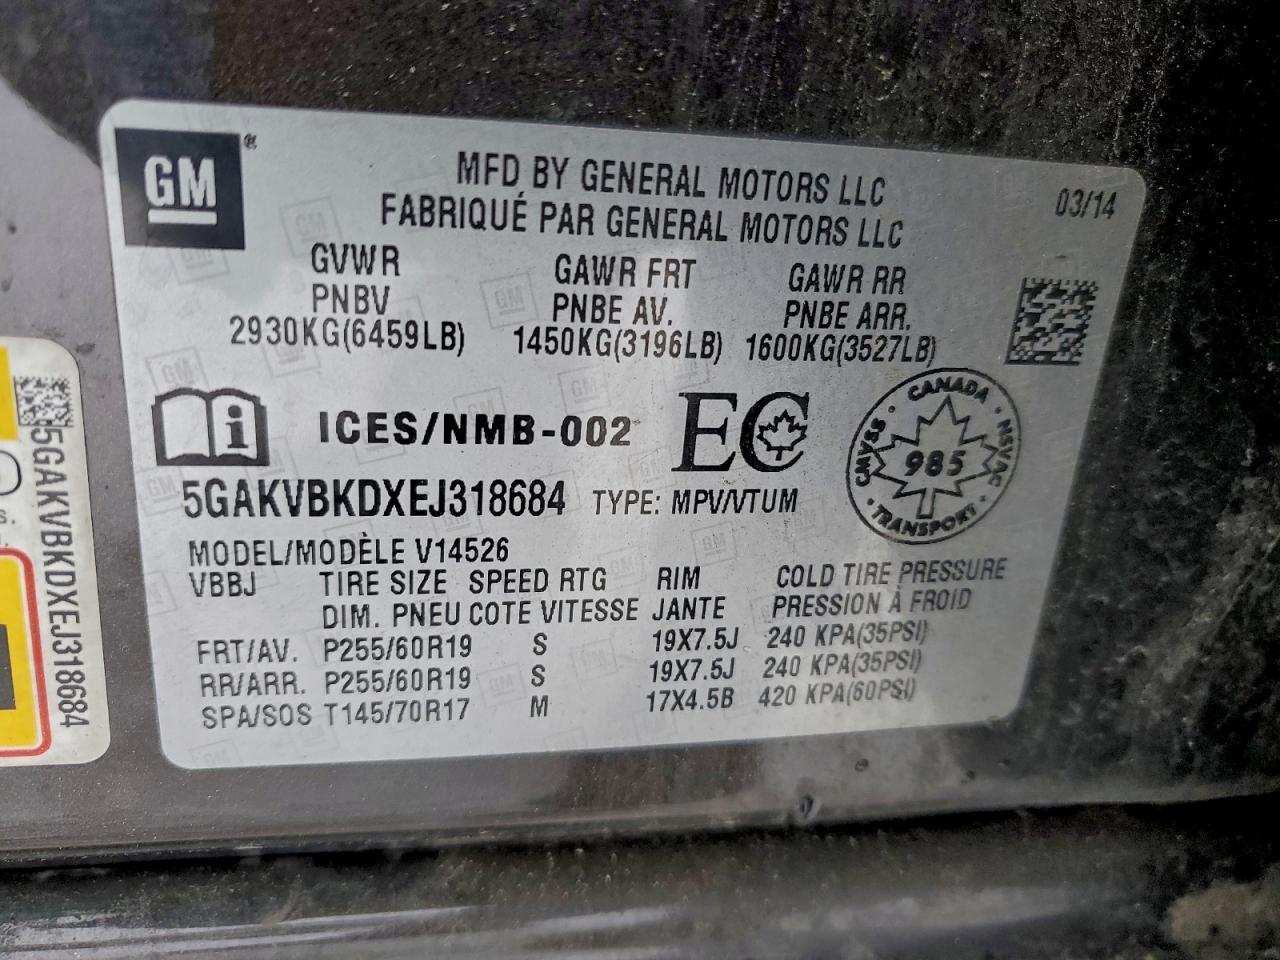 GM
MFD BY GENERAL MOTORS LLC
FABRIQUÉ PAR GENERAL MOTORS LLC
03/14
GVWR GAWR FRT GAWR RR
PNBV PNBE AV. PNBE ARR.
2930KG(6459LB) 1450KG(3196LB) 1600KG(3527LB)
i ICES/NMB-002 EC
CANADA
CMVSS 985 NSVAC
TRANSPORT
5GAKVBKDXEJ318684 TYPE: MPV/VTUM
MODEL/MODÈLE V14526
VBBJ TIRE SIZE SPEED RTG RIM COLD TIRE PRESSURE
DIM. PNEU COTE VITESSE JANTE PRESSION À FROID
FRT/AV. P255/60R19 S 19X7.5J 240 KPA(35PSI)
RR/ARR. P255/60R19 S 19X7.5J 240 KPA(35PSI)
SPA/SOS T145/70R17 M 17X4.5B 420 KPA(60PSI)
5GAKVBKDXEJ318684